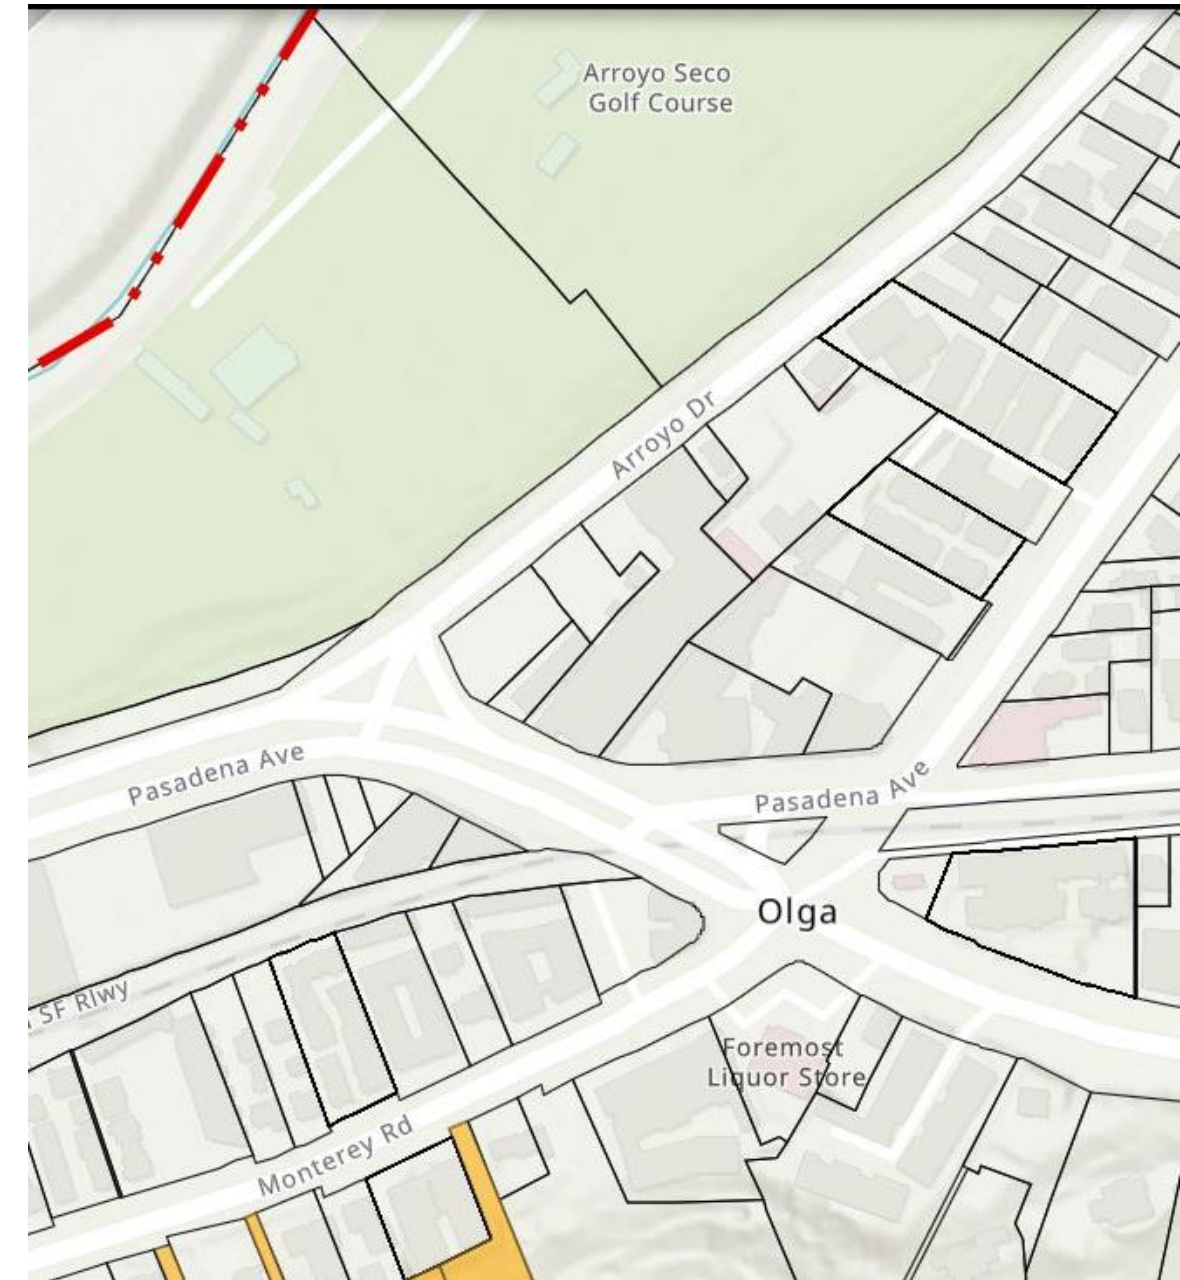 Arroyo Seco
Golf Course
Arroyo Dr
Pasadena Ave
Pasadena Ave
Olga
SF Rlwy
Foremost
Liquor Store
Monterey Rd